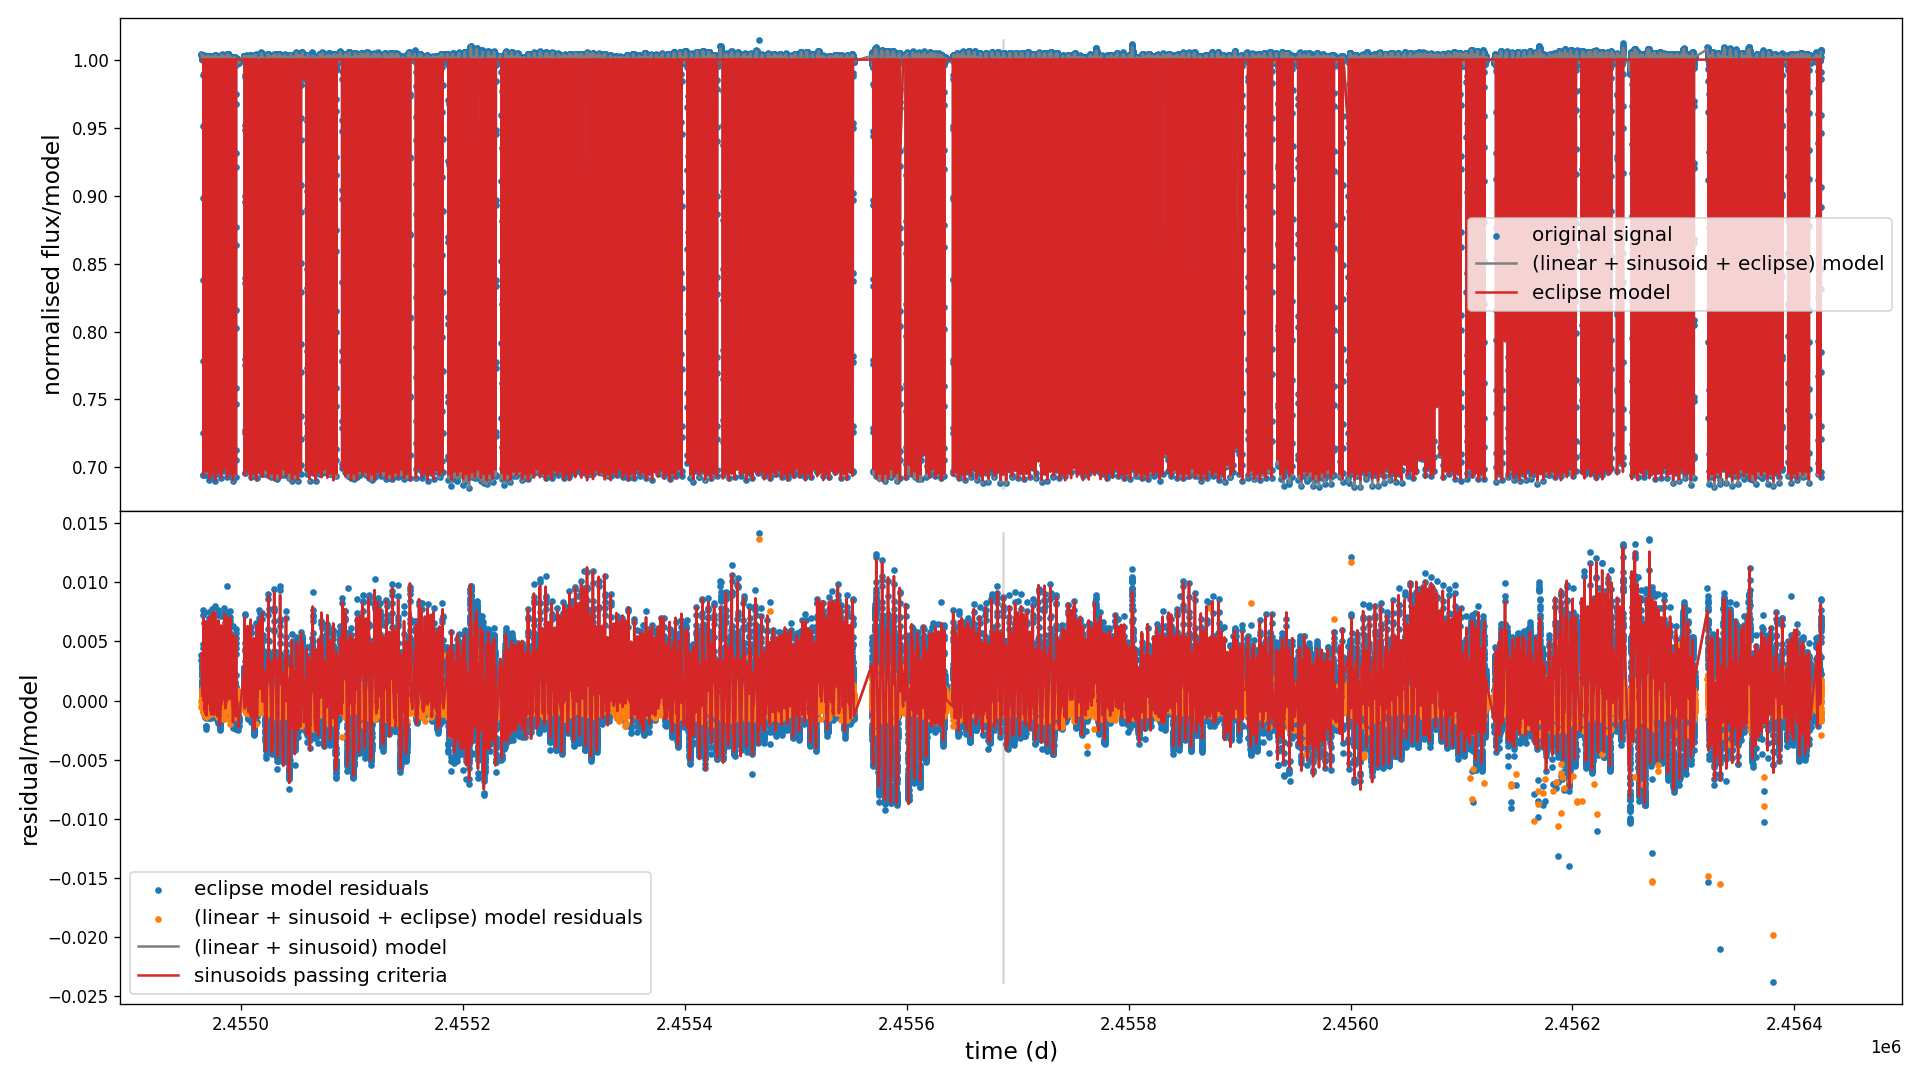 1.00
0.95
0.90
0.85
0.80
0.75
0.70
normalised flux/model
original signal
(linear + sinusoid + eclipse) model
eclipse model
0.015
0.010
0.005
0.000
−0.005
−0.010
−0.015
−0.020
−0.025
residual/model
eclipse model residuals
(linear + sinusoid + eclipse) model residuals
(linear + sinusoid) model
sinusoids passing criteria
2.4550 2.4552 2.4554 2.4556 2.4558 2.4560 2.4562 2.4564
1e6
time (d)